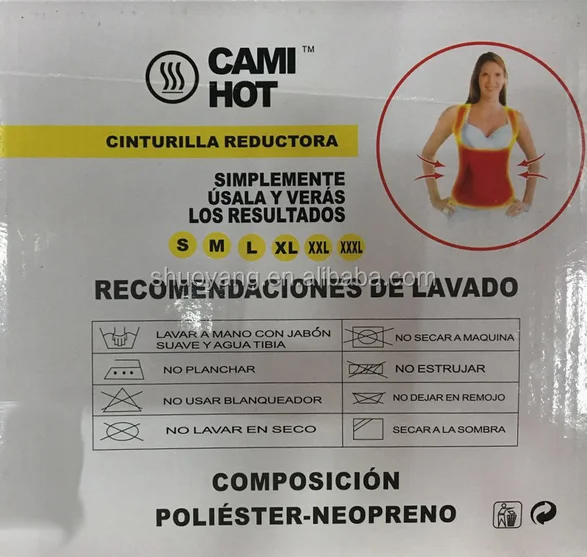 CAMI ™
HOT
CINTURILLA REDUCTORA
SIMPLEMENTE
ÚSALA Y VERÁS
LOS RESULTADOS
S M L XL XXL XXXL
shuoyang.en.alibaba.com
RECOMENDACIONES DE LAVADO
LAVAR A MANO CON JABÓN
SUAVE Y AGUA TIBIA
NO SECAR A MAQUINA
NO PLANCHAR
NO ESTRUJAR
NO USAR BLANQUEADOR
NO DEJAR EN REMOJO
NO LAVAR EN SECO
SECAR A LA SOMBRA
COMPOSICIÓN
POLIÉSTER-NEOPRENO